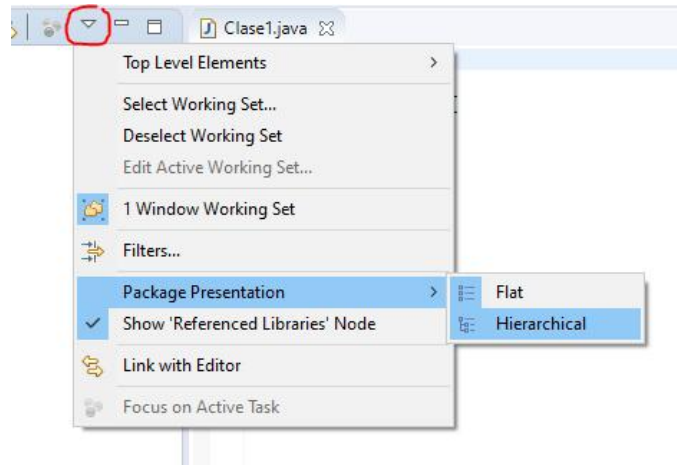 Clase1.java
Top Level Elements
Select Working Set...
Deselect Working Set
Edit Active Working Set...
1 Window Working Set
Filters...
Package Presentation
Flat
Show 'Referenced Libraries' Node
Hierarchical
Link with Editor
Focus on Active Task